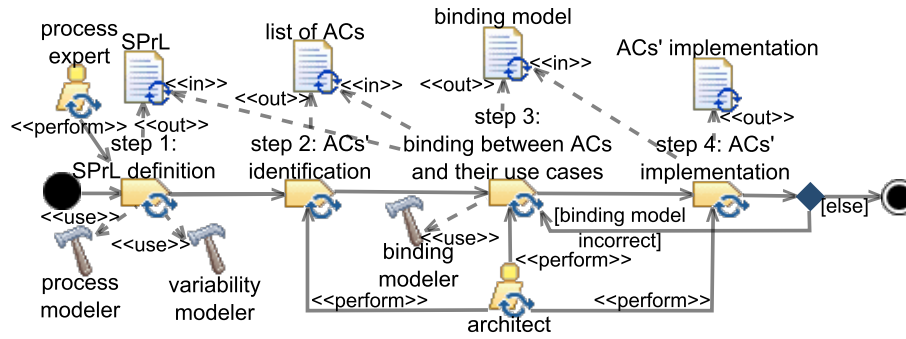 process
expert
SPrL
list of ACs
binding model
ACs' implementation
<<in>>
<<in>>
<<in>>
<<out>>
<<out>>
<<out>>
<<out>>
<<perform>>
step 1:
SPrL definition
step 2: ACs'
identification
step 3:
binding between ACs
and their use cases
step 4: ACs'
implementation
<<use>>
<<use>>
<<use>>
[binding model
incorrect]
[else]
process
modeler
variability
modeler
binding
modeler
<<perform>>
<<perform>>
<<perform>>
architect